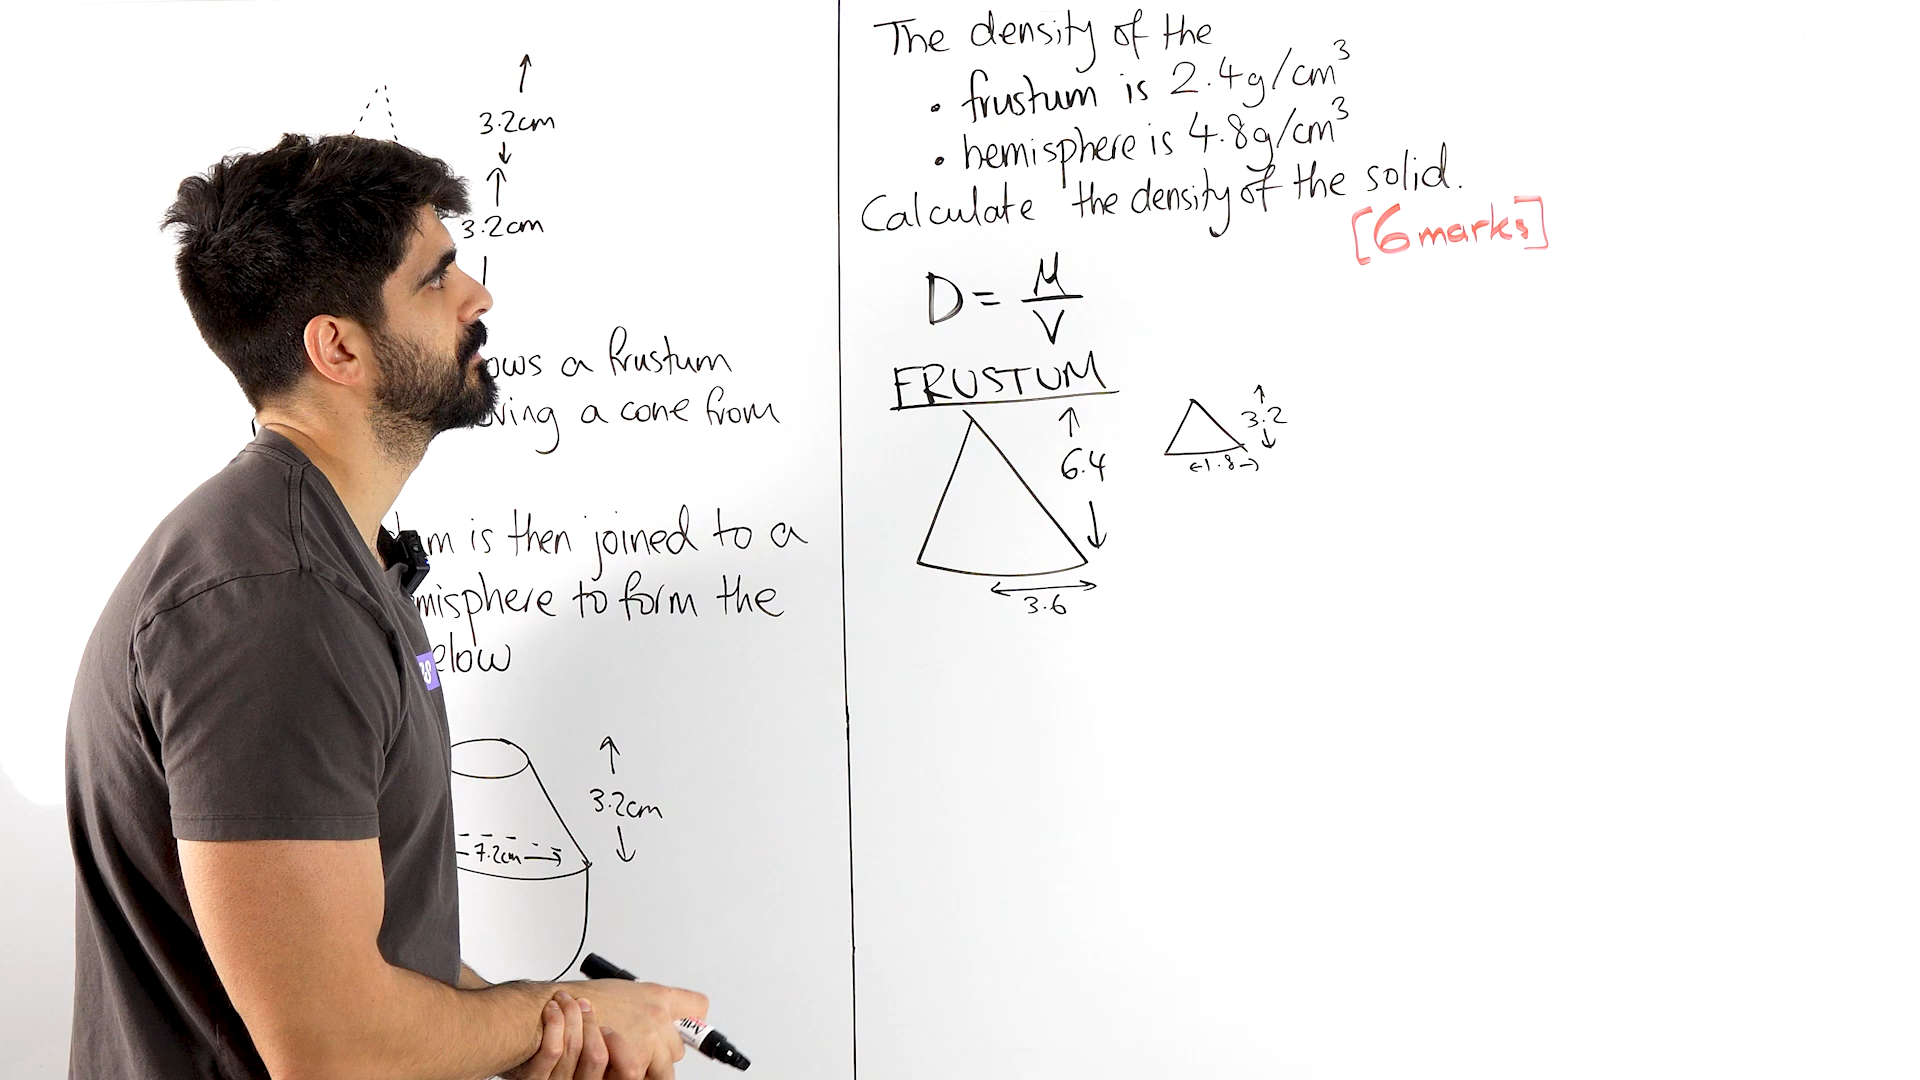 3.2cm
3.2cm
ows a frustum
ving a cone from
m is then joined to a
misphere to form the
elow
3.2cm
7.2cm
The density of the
• frustum is 2.4g/cm³
• hemisphere is 4.8g/cm³
Calculate the density of the solid.
[6 marks]
D = M
V
FRUSTUM
6.4
3.6
3.2
1.8